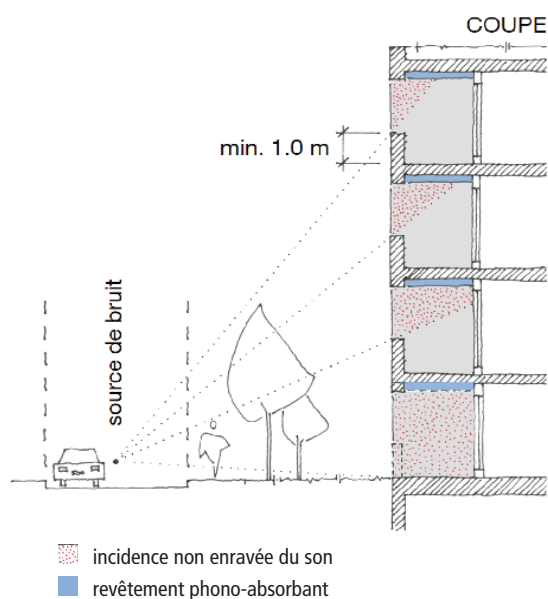 COUPE
min. 1.0 m
source de bruit
incidence non enravée du son
revêtement phono-absorbant